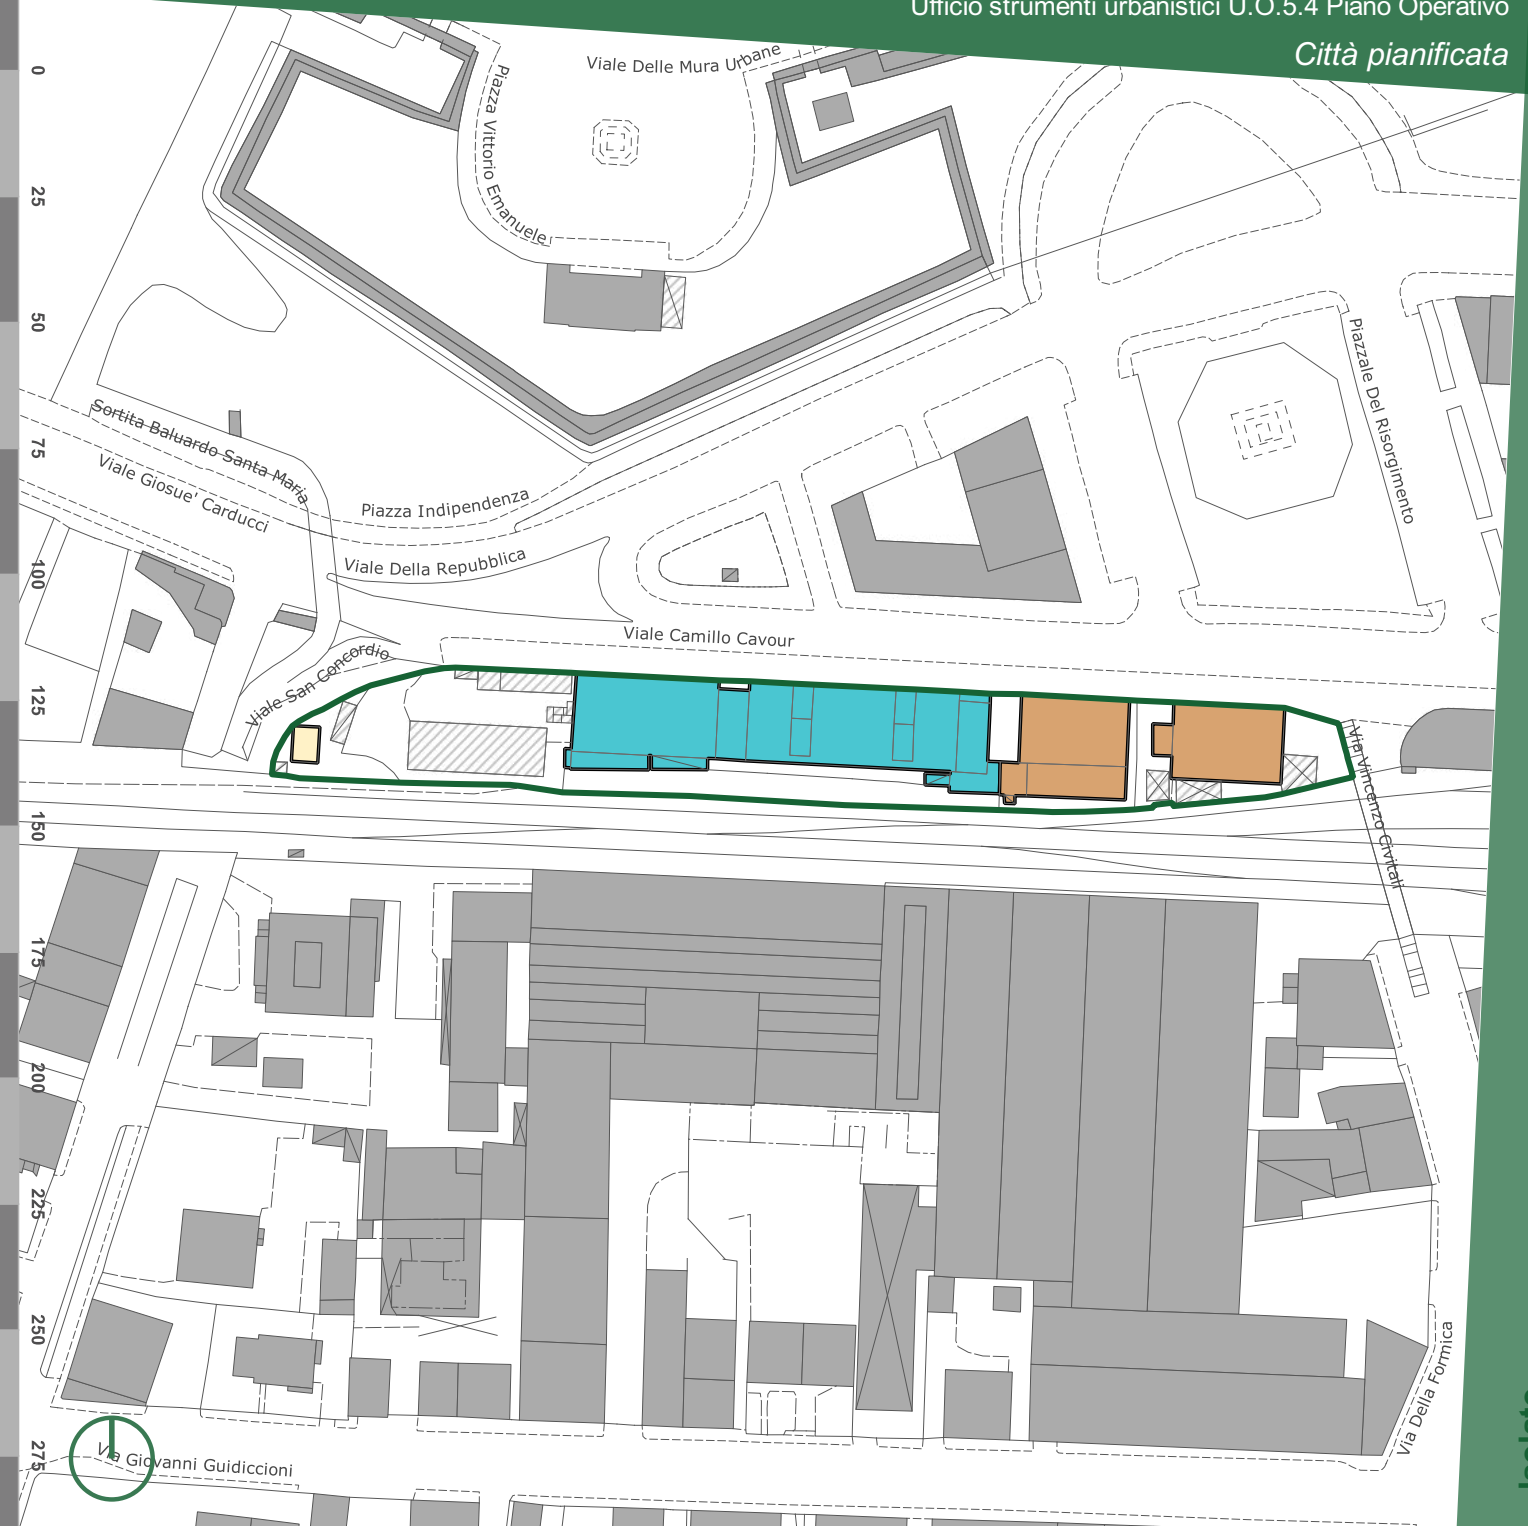 Ufficio strumenti urbanistici U.O.5.4 Piano Operativo
Città pianificata
Viale Delle Mura Urbane
Piazza Vittorio Emanuele
Piazzale Del Risorgimento
Sortita Baluardo Santa Maria
Viale Giosue' Carducci
Piazza Indipendenza
Viale Della Repubblica
Viale Camillo Cavour
Viale San Concordio
Via Vincenzo Civitali
Via Della Formica
Via Giovanni Guidiccioni
0
25
50
75
100
125
150
175
200
225
250
275